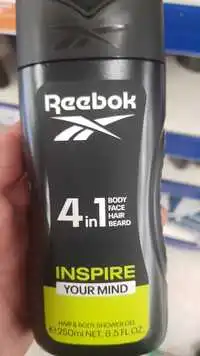 Reebok
4in1 BODY
FACE
HAIR
BEARD
INSPIRE
YOUR MIND
HAIR & BODY SHOWER GEL
℮250ml NET. 8.5 FL.OZ.